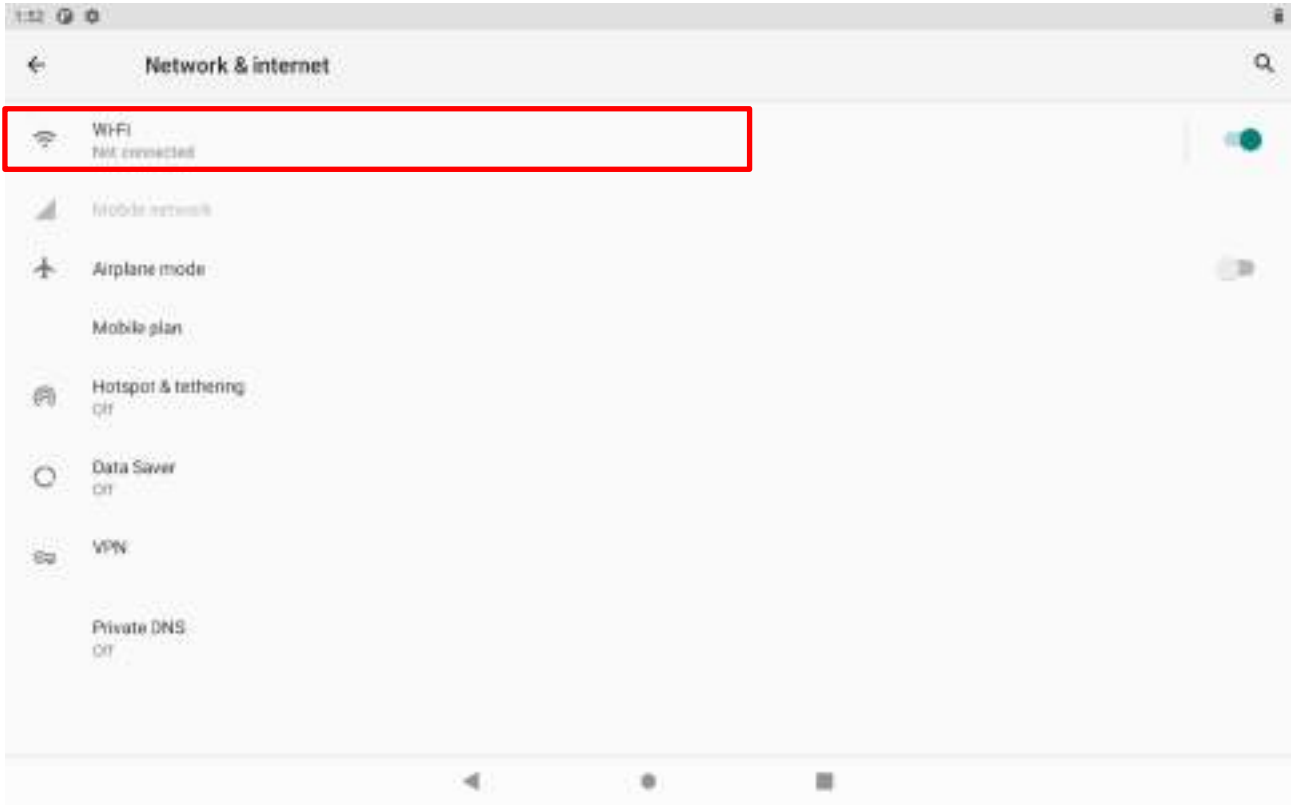 1:52
Network & internet
Wi-Fi
Not connected
Mobile network
Airplane mode
Mobile plan
Hotspot & tethering
Off
Data Saver
Off
VPN
Private DNS
Off